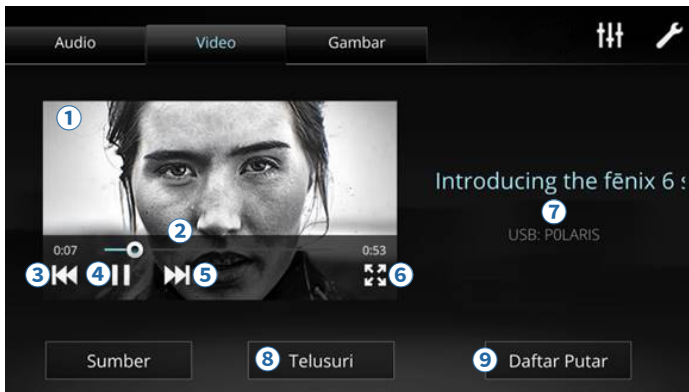 Audio
Video
Gambar
1
2
0:07
0:53
3
4
5
6
Introducing the fēnix 6 s
7
USB: P0LARIS
Sumber
8 Telusuri
9 Daftar Putar